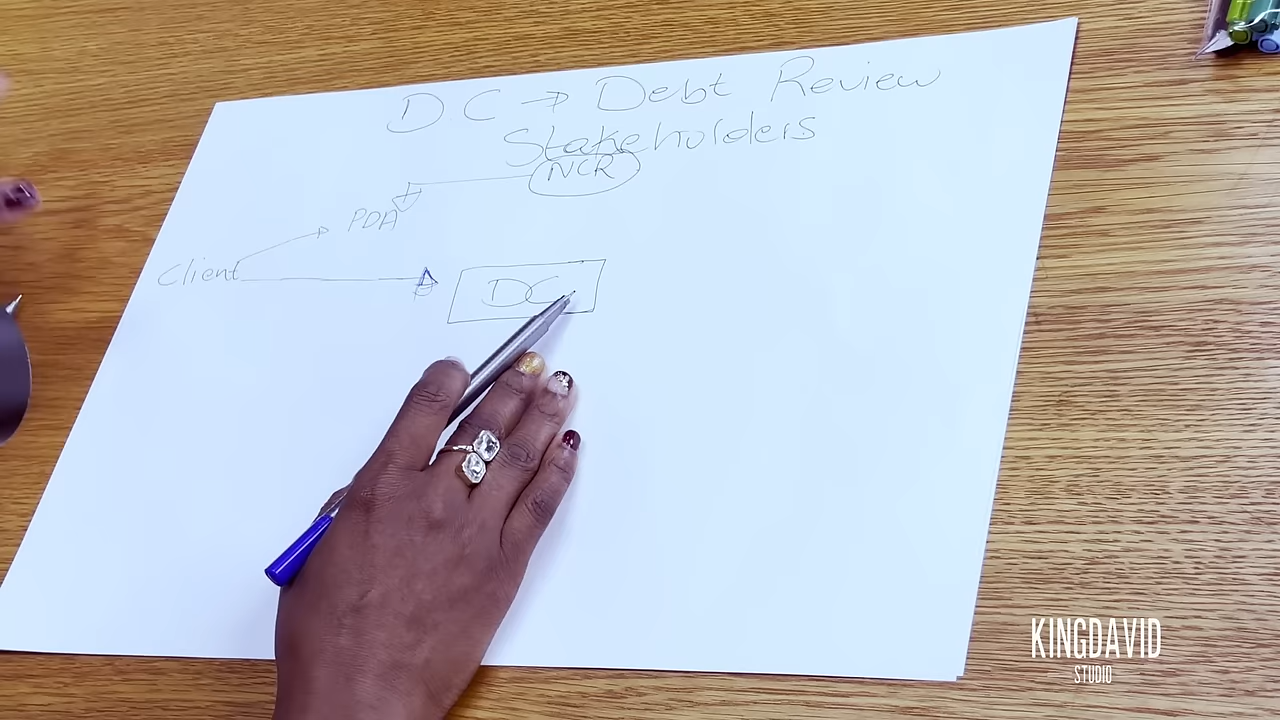 D.C → Debt Review
Stakeholders
NCR
PDA
Client
DC
KINGDAVID
STUDIO